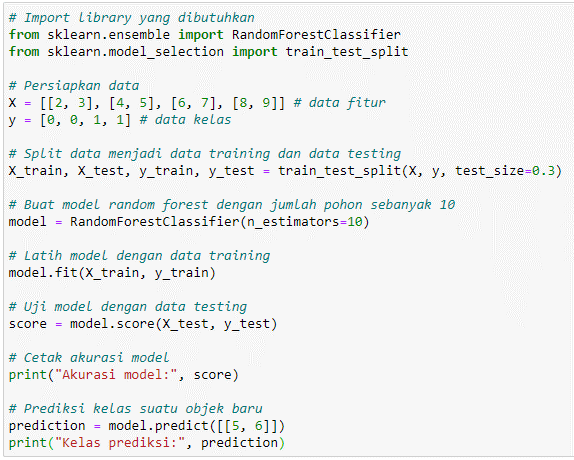 # Import library yang dibutuhkan
from sklearn.ensemble import RandomForestClassifier
from sklearn.model_selection import train_test_split
# Persiapkan data
X = [[2, 3], [4, 5], [6, 7], [8, 9]] # data fitur
y = [0, 0, 1, 1] # data kelas
# Split data menjadi data training dan data testing
X_train, X_test, y_train, y_test = train_test_split(X, y, test_size=0.3)
# Buat model random forest dengan jumlah pohon sebanyak 10
model = RandomForestClassifier(n_estimators=10)
# Latih model dengan data training
model.fit(X_train, y_train)
# Uji model dengan data testing
score = model.score(X_test, y_test)
# Cetak akurasi model
print("Akurasi model:", score)
# Prediksi kelas suatu objek baru
prediction = model.predict([[5, 6]])
print("Kelas prediksi:", prediction)